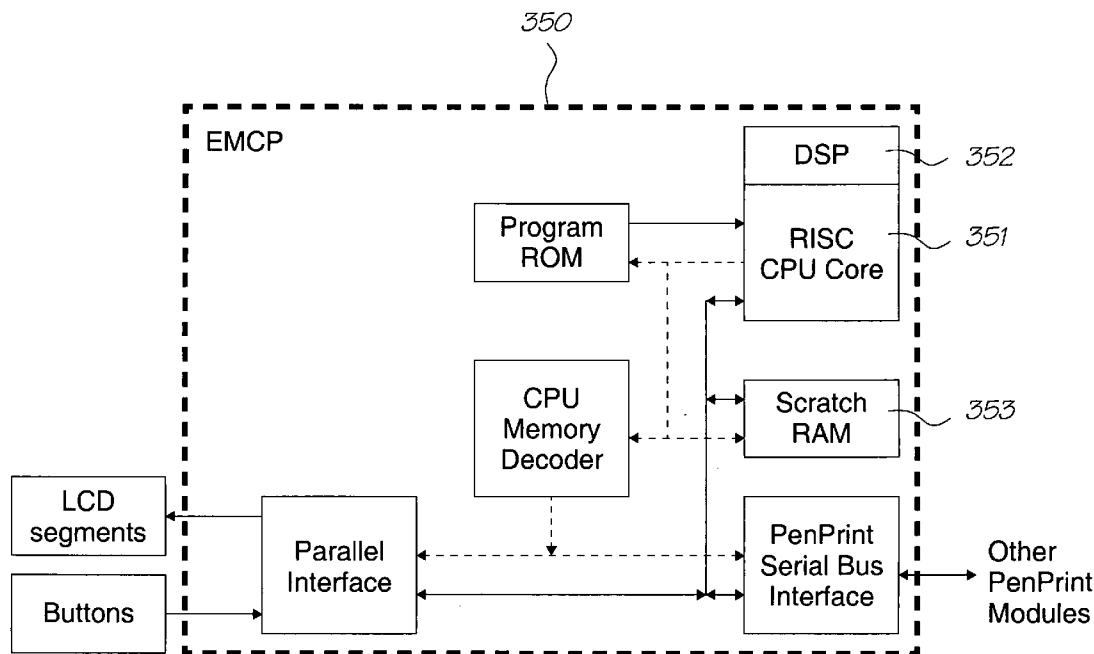 350
EMCP
DSP
352
Program
ROM
RISC
CPU Core
351
CPU
Memory
Decoder
Scratch
RAM
353
LCD
segments
Parallel
Interface
PenPrint
Serial Bus
Interface
Other
PenPrint
Modules
Buttons